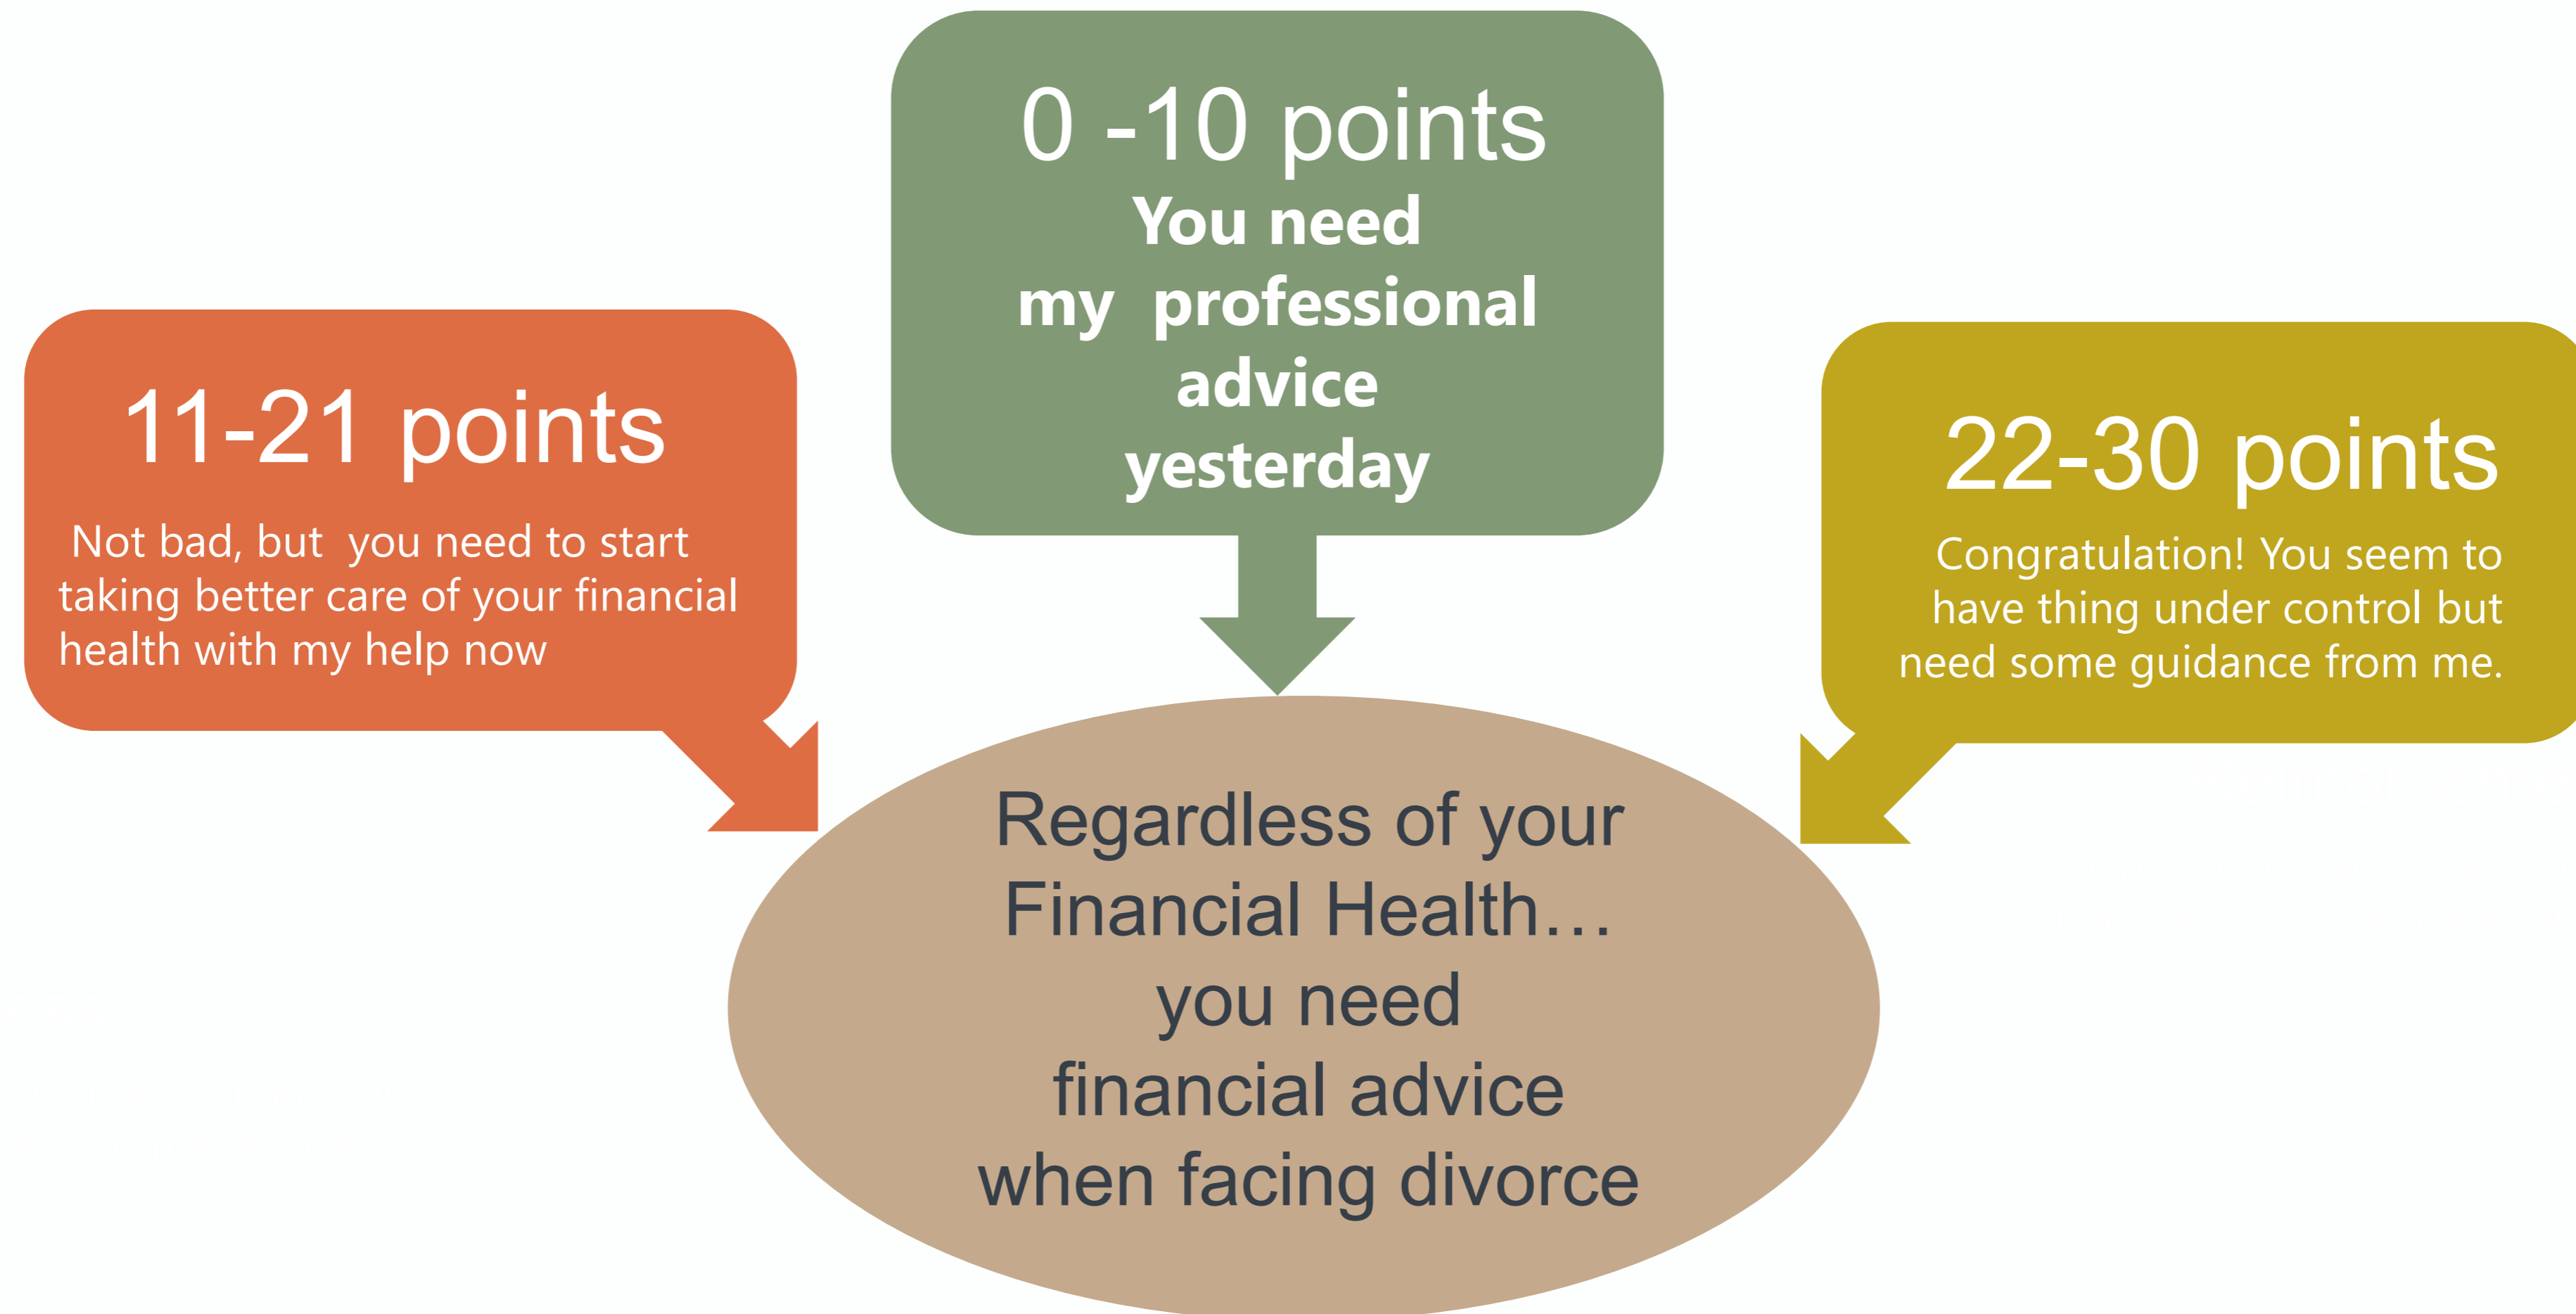 0 -10 points
You need
my  professional
advice
yesterday
11-21 points
Not bad, but  you need to start
taking better care of your financial
health with my help now
22-30 points
Congratulation! You seem to
have thing under control but
need some guidance from me.
Regardless of your
Financial Health…
you need
financial advice
when facing divorce